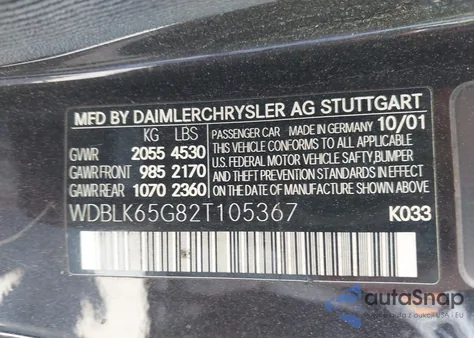 MFD BY DAIMLERCHRYSLER AG STUTTGART
KG LBS
GVWR 2055 4530
GAWR FRONT 985 2170
GAWR REAR 1070 2360
PASSENGER CAR MADE IN GERMANY 10/01
THIS VEHICLE CONFORMS TO ALL
U.S. FEDERAL MOTOR VEHICLE SAFETY,BUMPER
AND THEFT PREVENTION STANDARDS
IN EFFECT ON THE DATE OF
MANUFACTURE SHOWN ABOVE.
WDBLK65G82T105367 K033
autoSnap